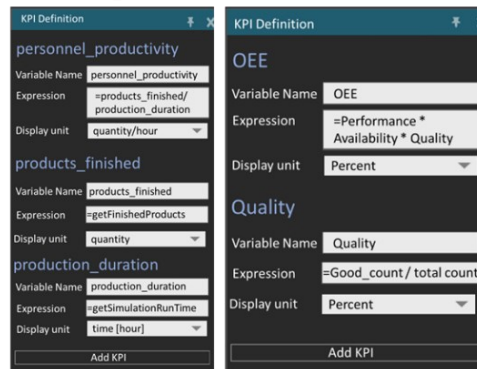 KPI Definition
personnel_productivity
Variable Name personnel_productivity
Expression =products_finished/
production_duration
Display unit quantity/hour
products_finished
Variable Name products_finished
Expression =getFinishedProducts
Display unit quantity
production_duration
Variable Name production_duration
Expression =getSimulationRunTime
Display unit time [hour]
Add KPI
KPI Definition
OEE
Variable Name OEE
Expression =Performance *
Availability * Quality
Display unit Percent
Quality
Variable Name Quality
Expression =Good_count / total count
Display unit Percent
Add KPI